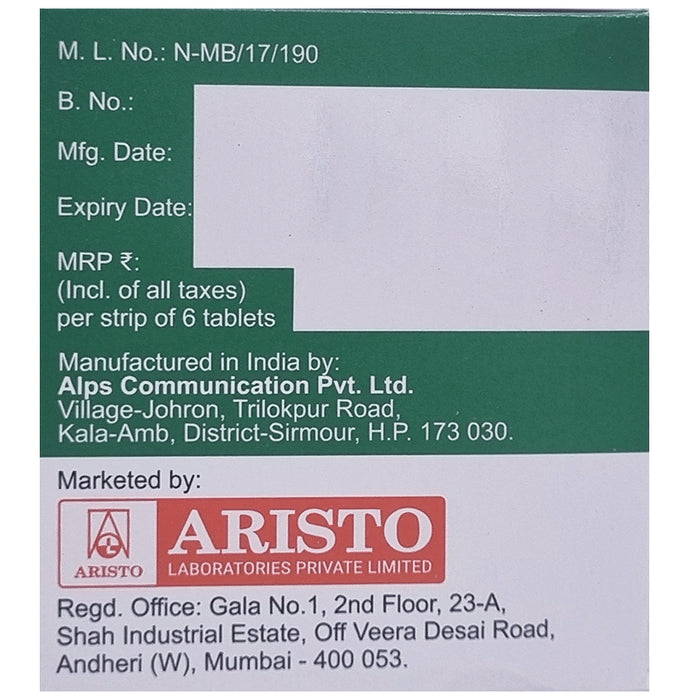 M. L. No.: N-MB/17/190
B. No.:
Mfg. Date:
Expiry Date:
MRP ₹:
(Incl. of all taxes)
per strip of 6 tablets
Manufactured in India by:
Alps Communication Pvt. Ltd.
Village-Johron, Trilokpur Road,
Kala-Amb, District-Sirmour, H.P. 173 030.
Marketed by:
ARISTO
ARISTO
LABORATORIES PRIVATE LIMITED
Regd. Office: Gala No.1, 2nd Floor, 23-A,
Shah Industrial Estate, Off Veera Desai Road,
Andheri (W), Mumbai - 400 053.